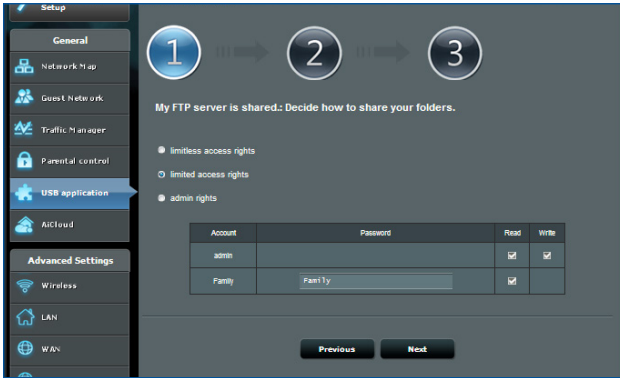 Setup
General
Network Map
Guest Network
Traffic Manager
Parental control
USB application
AiCloud
Advanced Settings
Wireless
LAN
WAN
1 2 3
My FTP server is shared.: Decide how to share your folders.
limitless access rights
limited access rights
admin rights
Account Password Read Write
admin
Family Family
Previous Next